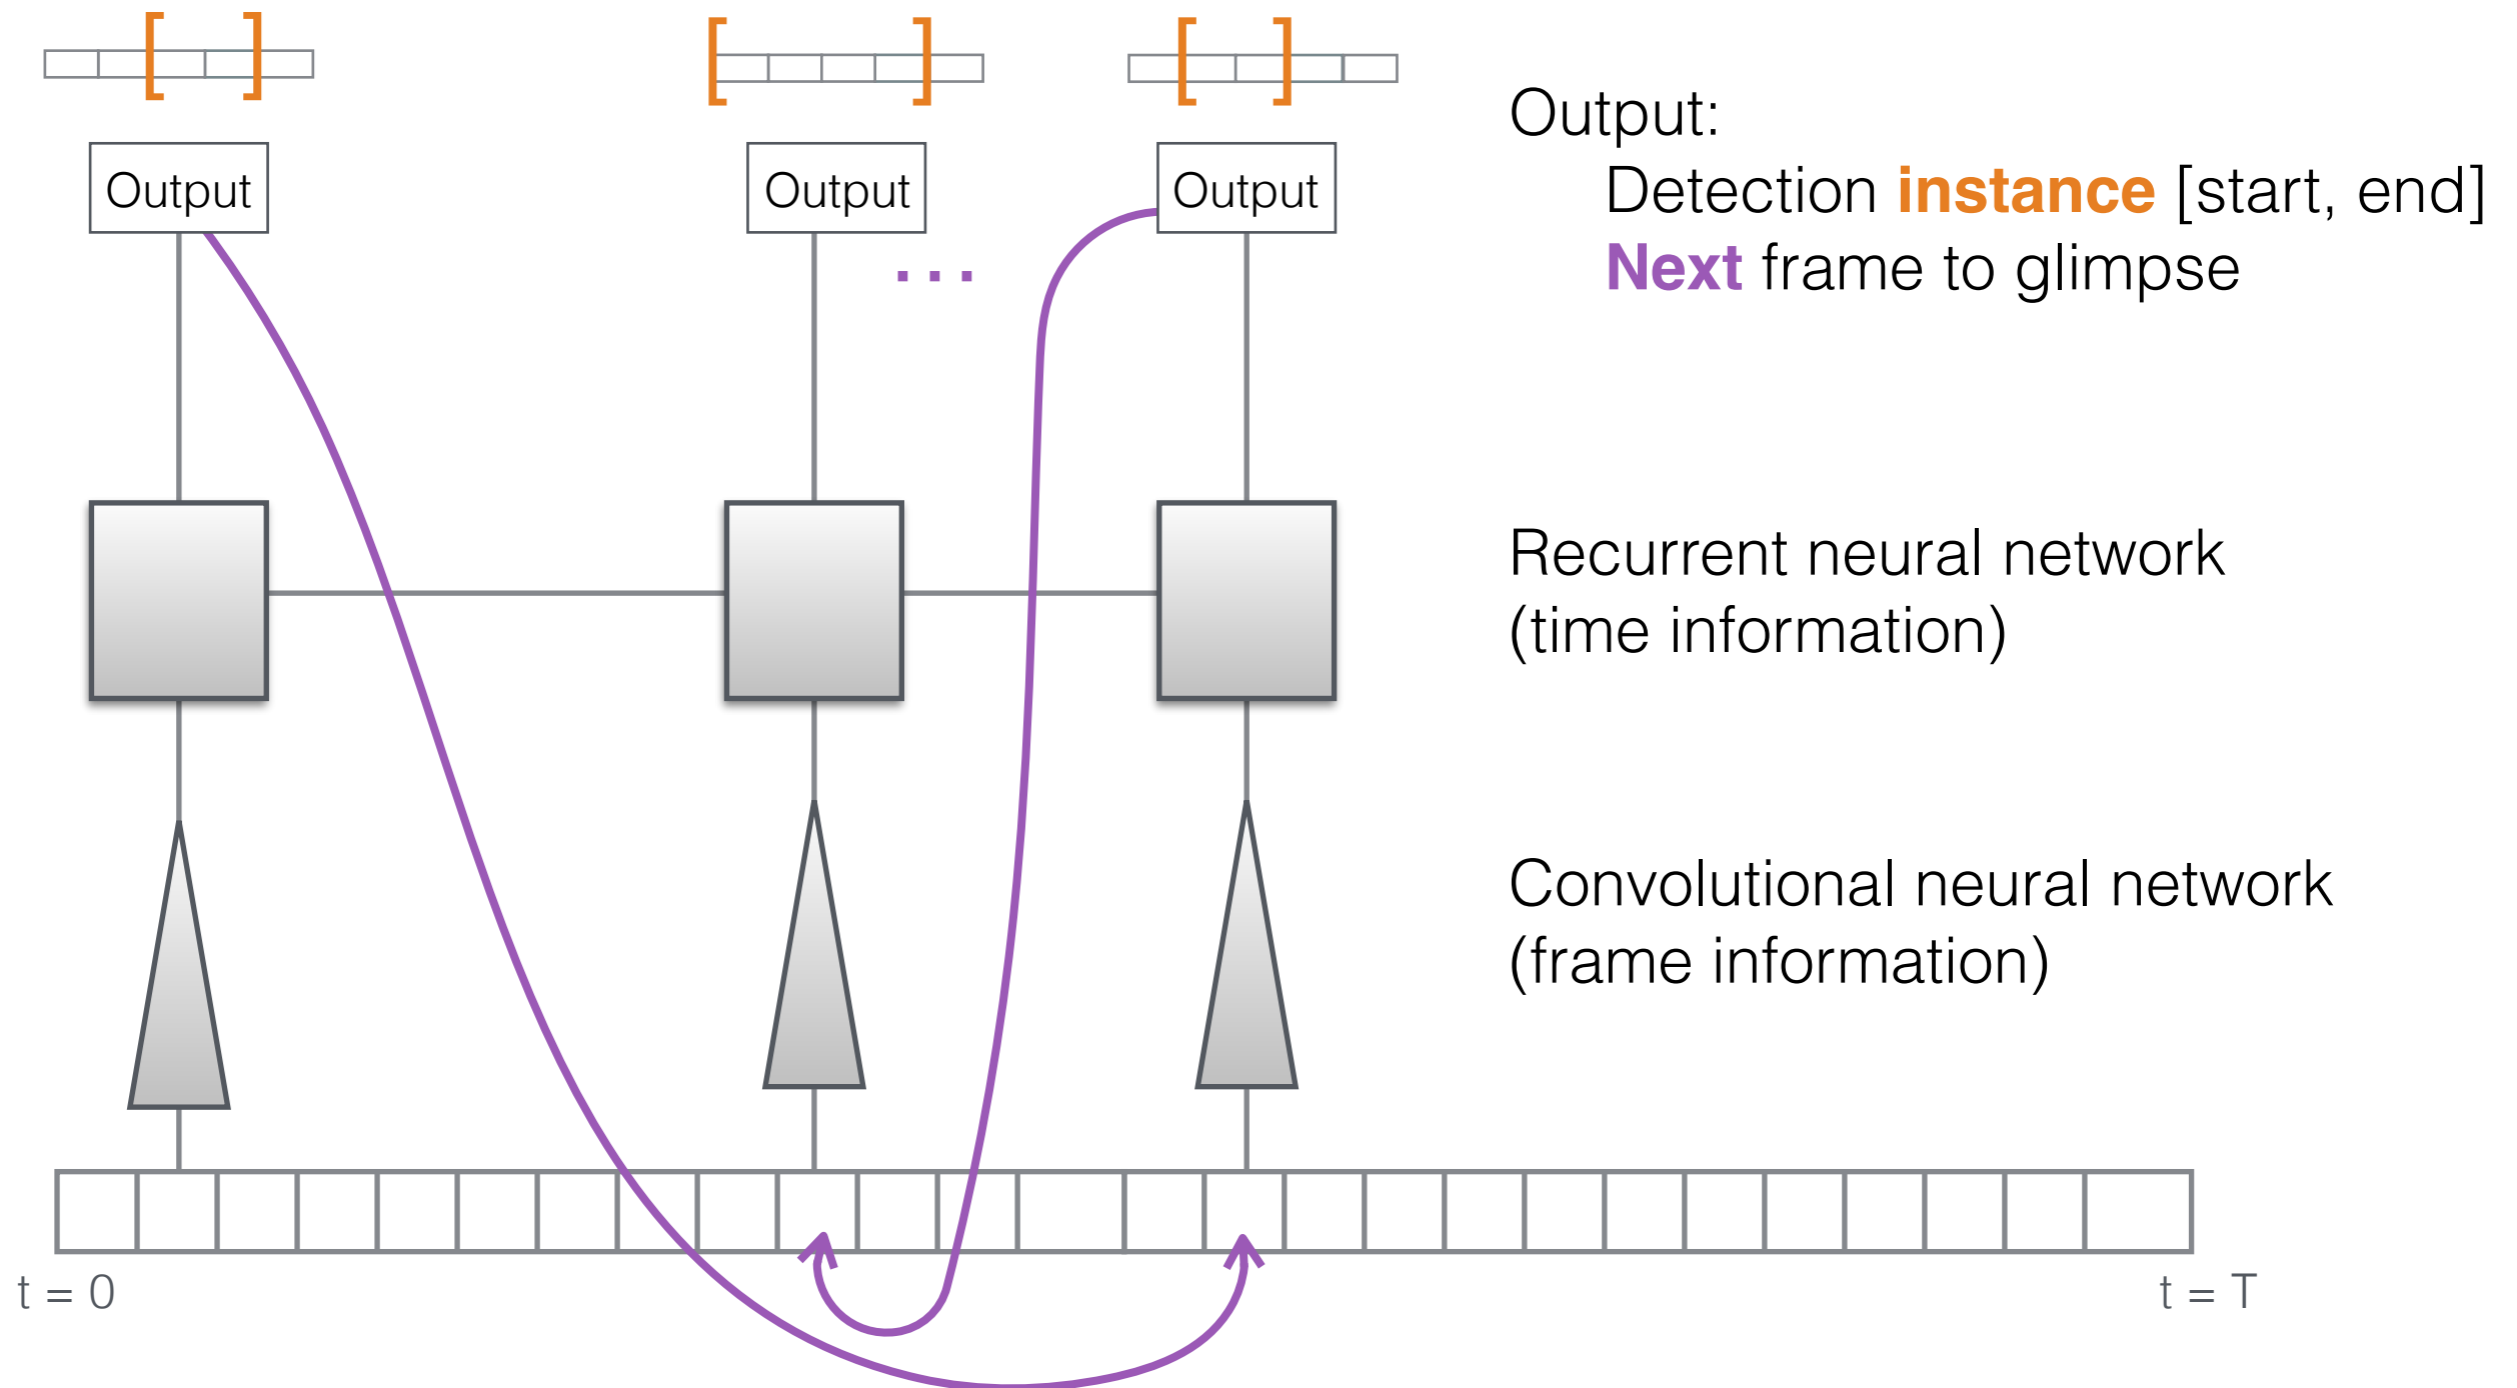 Output
Output
Output
...
Output:
Detection instance [start, end]
Next frame to glimpse
Recurrent neural network
(time information)
Convolutional neural network
(frame information)
t = 0
t = T